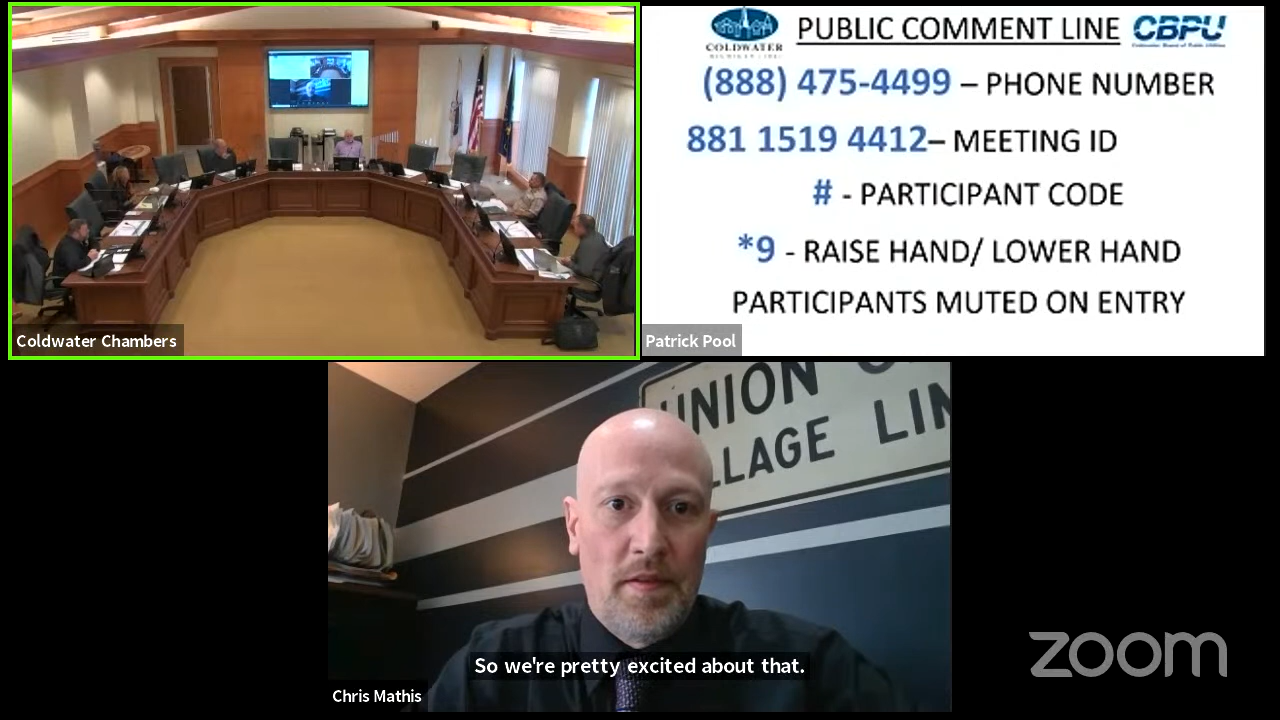 COLDWATER
PUBLIC COMMENT LINE
CBPU
(888) 475-4499 – PHONE NUMBER
881 1519 4412– MEETING ID
# - PARTICIPANT CODE
*9 - RAISE HAND/ LOWER HAND
PARTICIPANTS MUTED ON ENTRY
Coldwater Chambers
Patrick Pool
UNION
LLAGE LIN
So we're pretty excited about that.
Chris Mathis
zoom